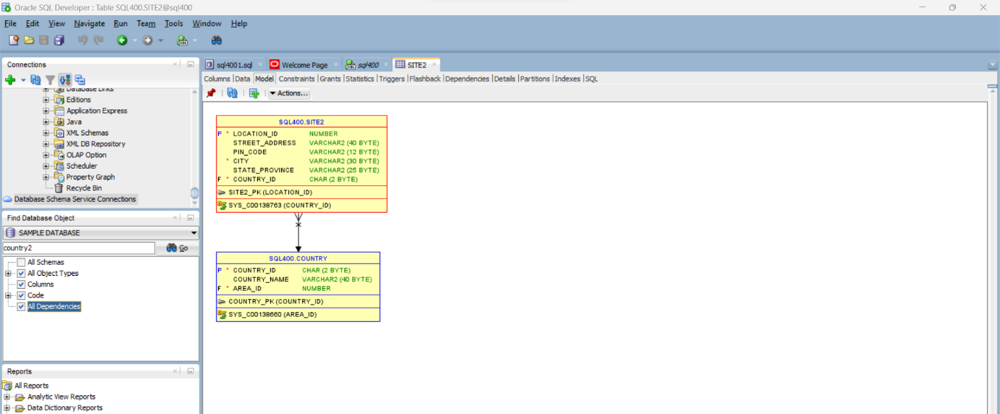 Oracle SQL Developer : Table SQL400.SITE2@sql400
File Edit View Navigate Run Team Tools Window Help
Connections
Database Links
Editions
Application Express
Java
XML Schemas
XML DB Repository
OLAP Option
Scheduler
Property Graph
Recycle Bin
Database Schema Service Connections
Find Database Object
SAMPLE DATABASE
country2 Go
All Schemas
All Object Types
Columns
Code
All Dependencies
Reports
All Reports
Analytic View Reports
Data Dictionary Reports
sql4001.sql Welcome Page sql400 SITE2
Columns Data Model Constraints Grants Statistics Triggers Flashback Dependencies Details Partitions Indexes SQL
Actions...
SQL400.SITE2
P * LOCATION_ID NUMBER
STREET_ADDRESS VARCHAR2 (40 BYTE)
PIN_CODE VARCHAR2 (12 BYTE)
* CITY VARCHAR2 (30 BYTE)
STATE_PROVINCE VARCHAR2 (25 BYTE)
F * COUNTRY_ID CHAR (2 BYTE)
SITE2_PK (LOCATION_ID)
SYS_C00138763 (COUNTRY_ID)
SQL400.COUNTRY
P * COUNTRY_ID CHAR (2 BYTE)
COUNTRY_NAME VARCHAR2 (40 BYTE)
F * AREA_ID NUMBER
COUNTRY_PK (COUNTRY_ID)
SYS_C00138660 (AREA_ID)